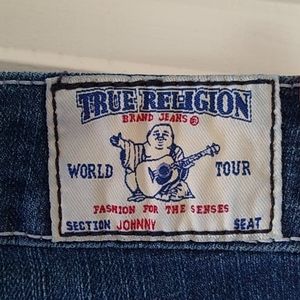 TRUE RELIGION
BRAND JEANS®
WORLD TOUR
FASHION FOR THE SENSES
SECTION JOHNNY SEAT